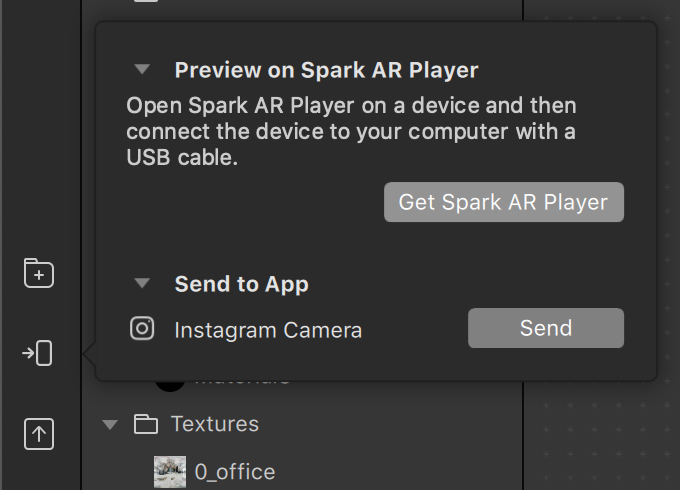 Preview on Spark AR Player
Open Spark AR Player on a device and then
connect the device to your computer with a
USB cable.
Get Spark AR Player
Send to App
Instagram Camera
Send
Textures
0_office